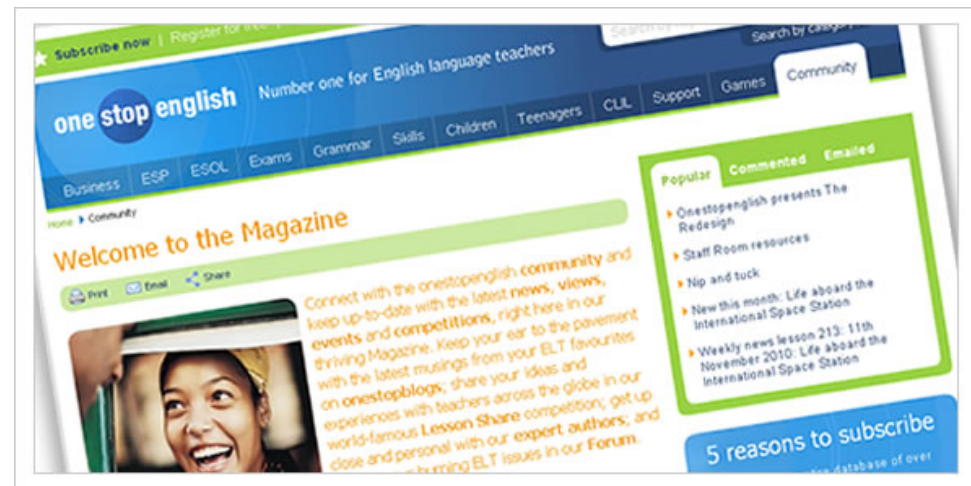 Subscribe now | Register for free
Search by category
one stop english
Number one for English language teachers
Business ESP ESOL Exams Grammar Skills Children Teenagers CLIL Support Games Community
Home Community
Welcome to the Magazine
Print Email Share
Connect with the onestopenglish community and
keep up-to-date with the latest news, views,
events and competitions, right here in our
thriving Magazine. Keep your ear to the pavement
with the latest musings from your ELT favourites
on onestopblogs; share your ideas and
experiences with teachers across the globe in our
world-famous Lesson Share competition; get up
close and personal with our expert authors; and
burning ELT issues in our Forum.
Popular Commented Emailed
Onestopenglish presents The
Redesign
Staff Room resources
Nip and tuck
New this month: Life aboard the
International Space Station
Weekly news lesson 213: 11th
November 2010: Life aboard the
International Space Station
5 reasons to subscribe
database of over